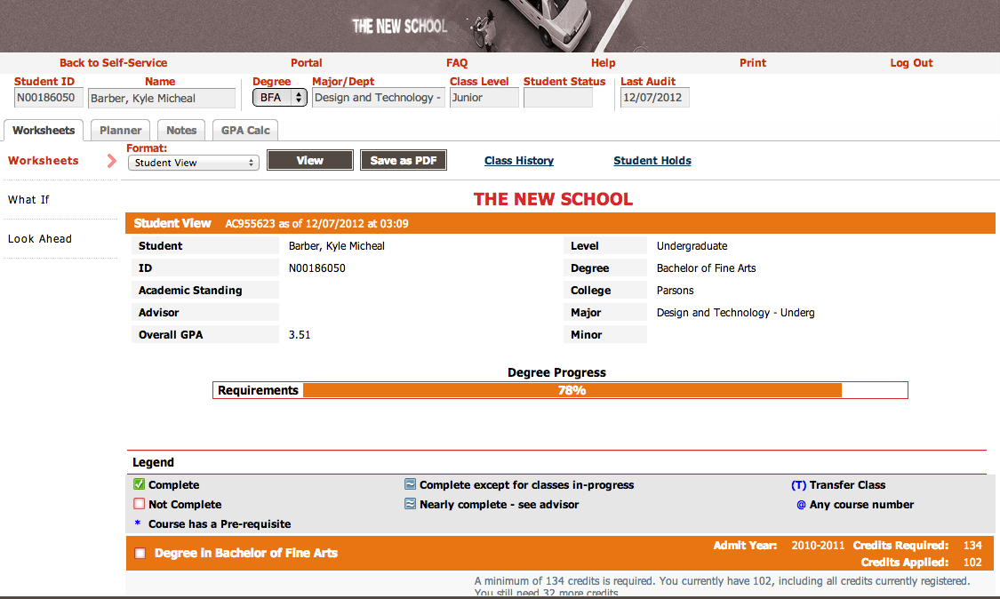 THE NEW SCHOOL
Back to Self-Service Portal FAQ Help Print Log Out
Student ID Name Degree Major/Dept Class Level Student Status Last Audit
N00186050 Barber, Kyle Micheal BFA Design and Technology - Junior 12/07/2012
Worksheets Planner Notes GPA Calc
Format:
Worksheets Student View View Save as PDF Class History Student Holds
What If
THE NEW SCHOOL
Student View AC955623 as of 12/07/2012 at 03:09
Look Ahead
Student Barber, Kyle Micheal Level Undergraduate
ID N00186050 Degree Bachelor of Fine Arts
Academic Standing College Parsons
Advisor Major Design and Technology - Underg
Overall GPA 3.51 Minor
Degree Progress
Requirements 78%
Legend
Complete Complete except for classes in-progress (T) Transfer Class
Not Complete Nearly complete - see advisor @ Any course number
* Course has a Pre-requisite
Degree in Bachelor of Fine Arts Admit Year: 2010-2011 Credits Required: 134
Credits Applied: 102
A minimum of 134 credits is required. You currently have 102, including all credits currently registered.
You still need 32 more credits